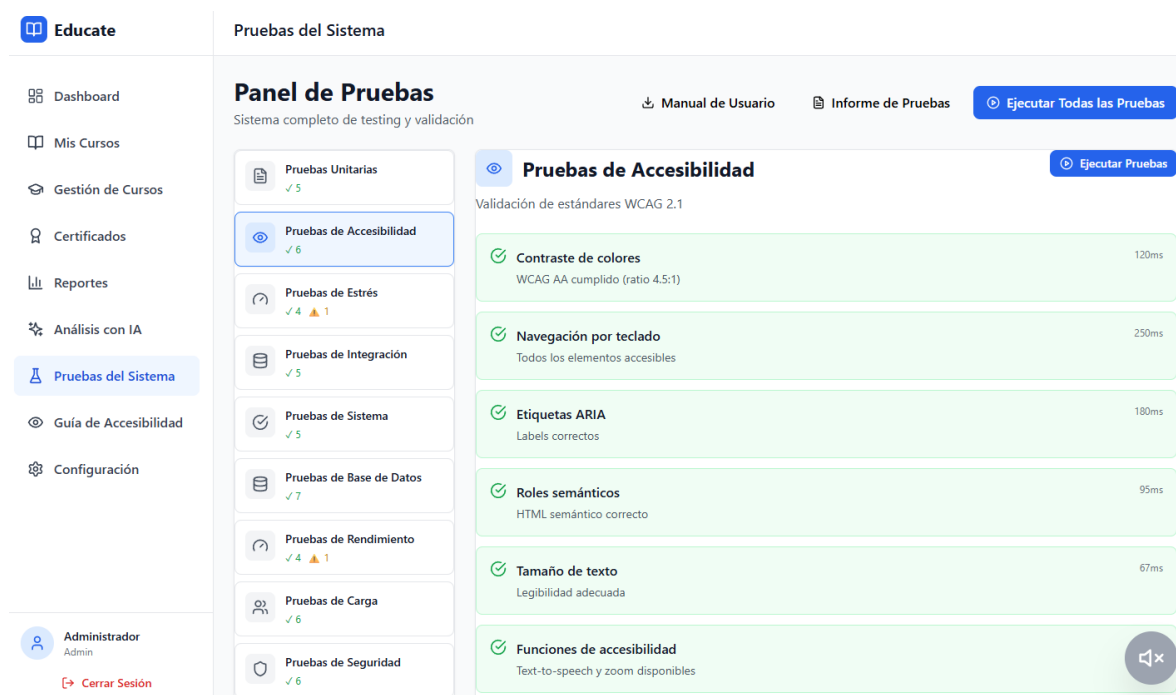 Educate
Pruebas del Sistema
Dashboard
Mis Cursos
Gestión de Cursos
Certificados
Reportes
Análisis con IA
Pruebas del Sistema
Guía de Accesibilidad
Configuración
Administrador
Admin
Cerrar Sesión
Panel de Pruebas
Sistema completo de testing y validación
Manual de Usuario
Informe de Pruebas
Ejecutar Todas las Pruebas
Pruebas Unitarias
✓ 5
Pruebas de Accesibilidad
✓ 6
Pruebas de Estrés
✓ 4 ⚠ 1
Pruebas de Integración
✓ 5
Pruebas de Sistema
✓ 5
Pruebas de Base de Datos
✓ 7
Pruebas de Rendimiento
✓ 4 ⚠ 1
Pruebas de Carga
✓ 6
Pruebas de Seguridad
✓ 6
Pruebas de Accesibilidad
Ejecutar Pruebas
Validación de estándares WCAG 2.1
Contraste de colores
120ms
WCAG AA cumplido (ratio 4.5:1)
Navegación por teclado
250ms
Todos los elementos accesibles
Etiquetas ARIA
180ms
Labels correctos
Roles semánticos
95ms
HTML semántico correcto
Tamaño de texto
67ms
Legibilidad adecuada
Funciones de accesibilidad
Text-to-speech y zoom disponibles